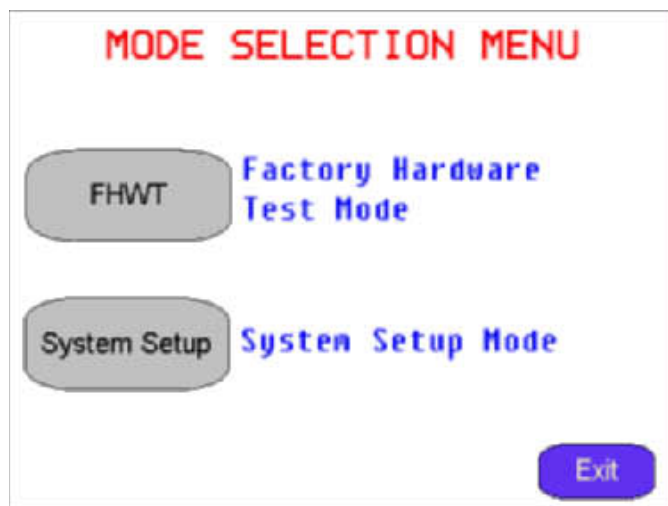 MODE SELECTION MENU
FHWT
Factory Hardware
Test Mode
System Setup
System Setup Mode
Exit